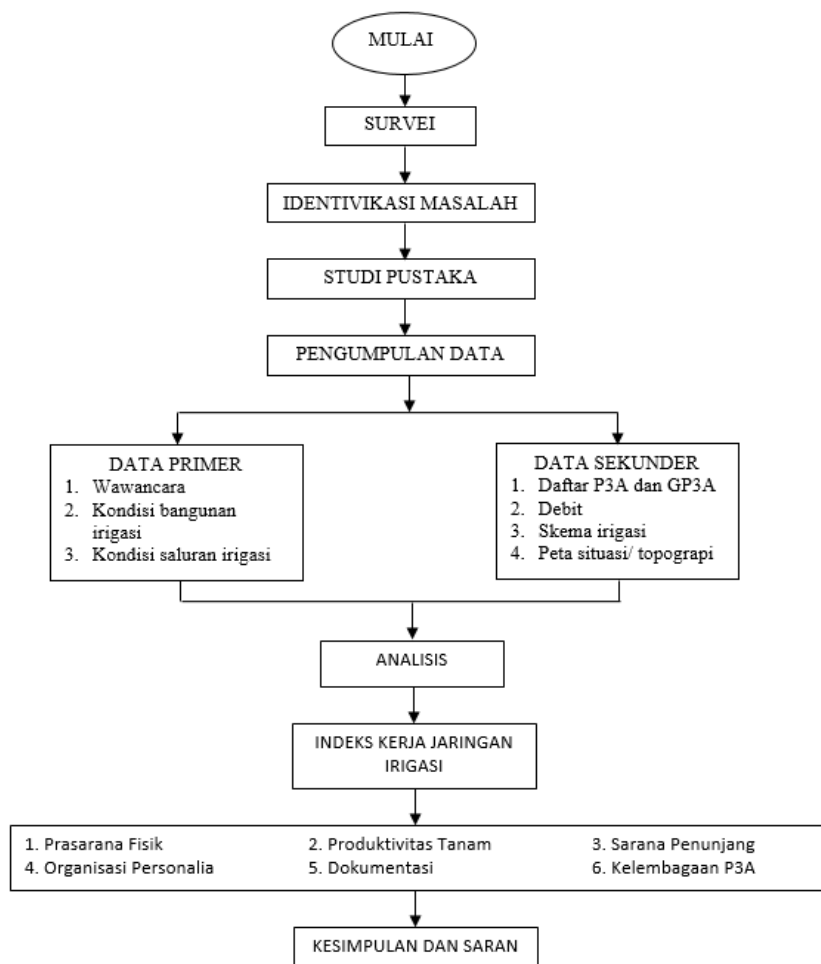 MULAI
SURVEI
IDENTIVIKASI MASALAH
STUDI PUSTAKA
PENGUMPULAN DATA
DATA PRIMER
1. Wawancara
2. Kondisi bangunan
irigasi
3. Kondisi saluran irigasi
DATA SEKUNDER
1. Daftar P3A dan GP3A
2. Debit
3. Skema irigasi
4. Peta situasi/ topograpi
ANALISIS
INDEKS KERJA JARINGAN
IRIGASI
1. Prasarana Fisik 2. Produktivitas Tanam 3. Sarana Penunjang
4. Organisasi Personalia 5. Dokumentasi 6. Kelembagaan P3A
KESIMPULAN DAN SARAN